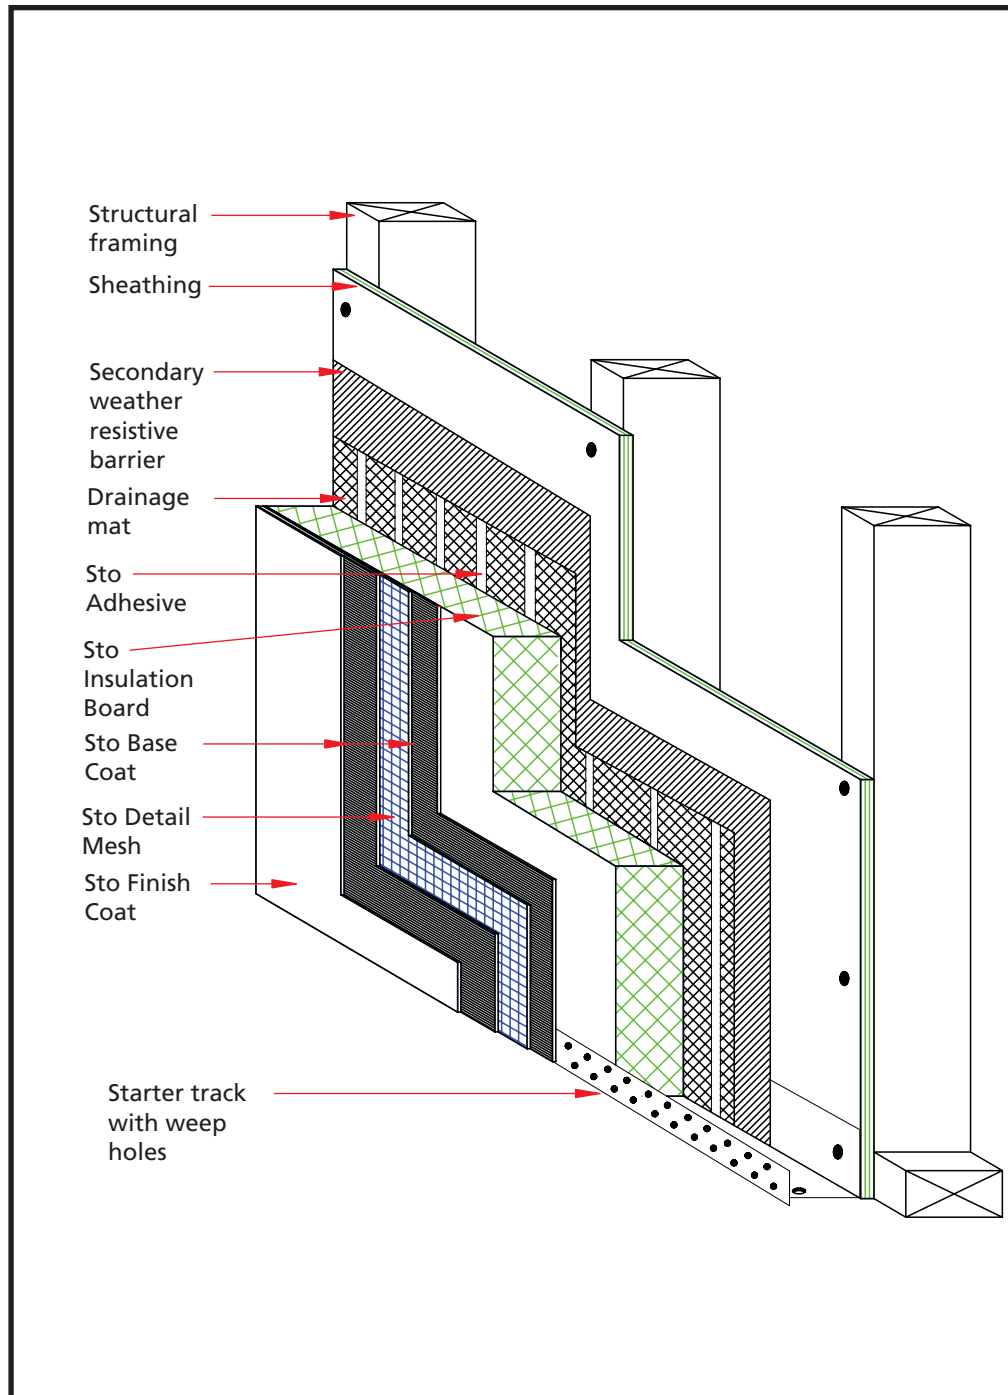 Structural
framing
Sheathing
Secondary
weather
resistive
barrier
Drainage
mat
Sto
Adhesive
Sto
Insulation
Board
Sto Base
Coat
Sto Detail
Mesh
Sto Finish
Coat
Starter track
with weep
holes